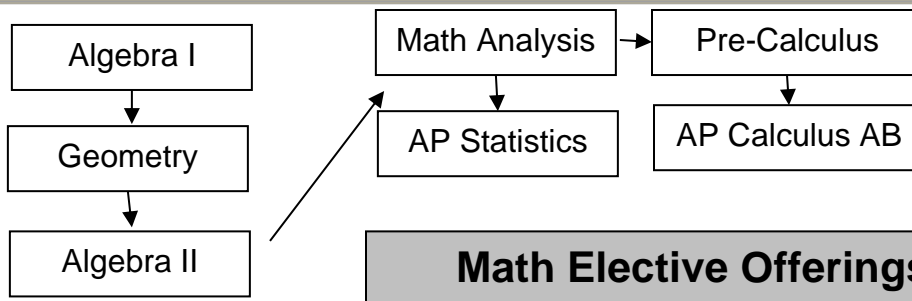 Algebra I
Geometry
Algebra II
Math Analysis
Pre-Calculus
AP Statistics
AP Calculus AB
Math Elective Offerings